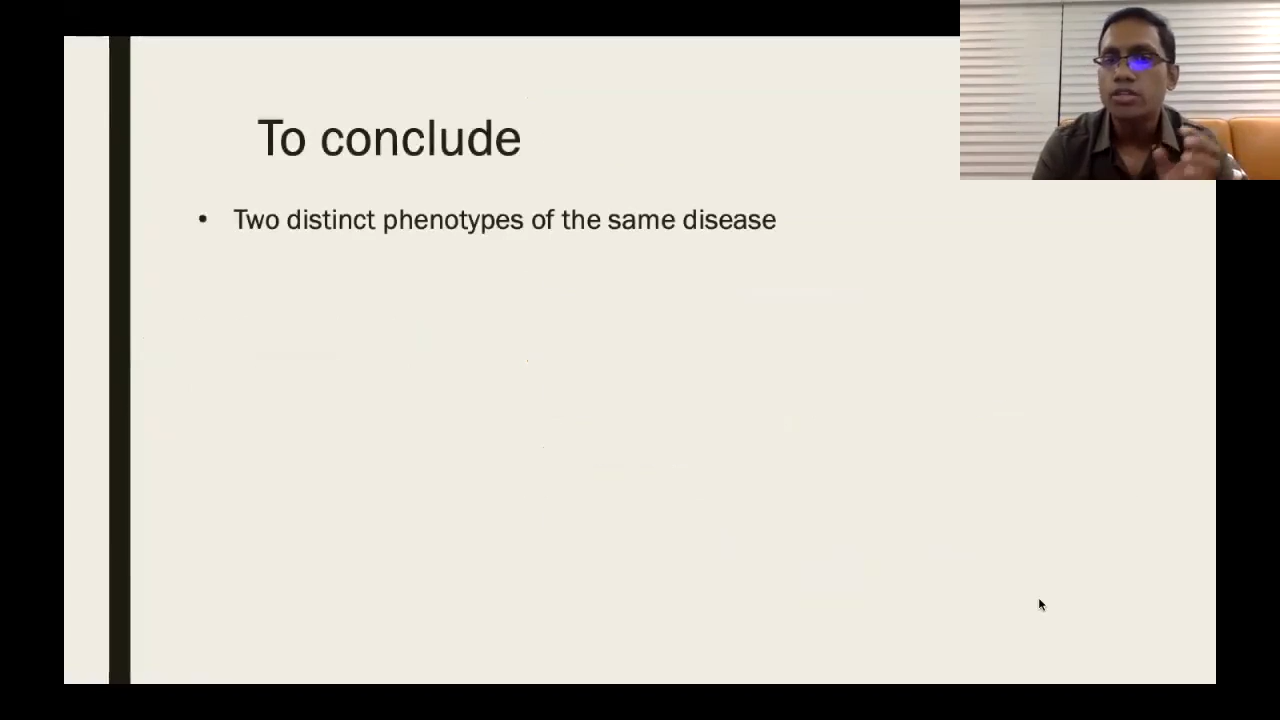 To conclude
• Two distinct phenotypes of the same disease